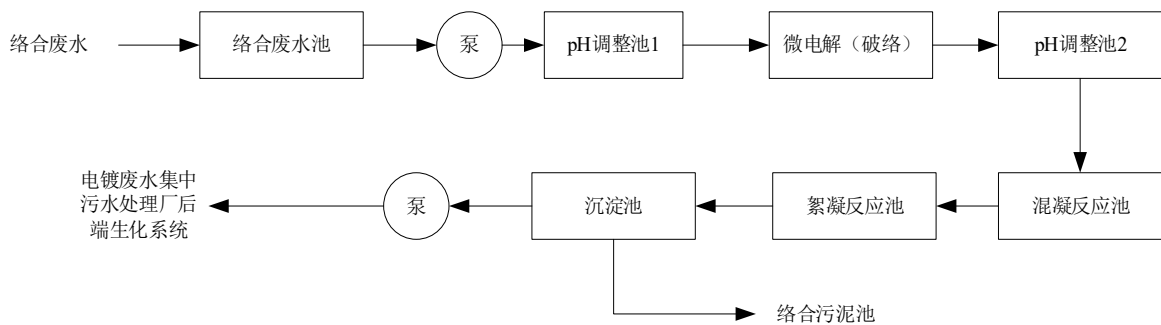 络合废水
络合废水池
泵
pH调整池1
微电解（破络）
pH调整池2
电镀废水集中
污水处理厂后
端生化系统
泵
沉淀池
絮凝反应池
混凝反应池
络合污泥池